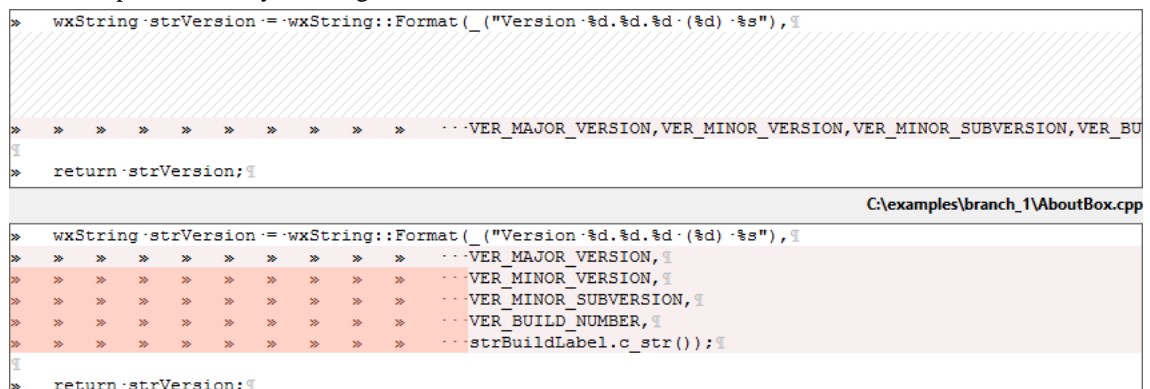 » wxString·strVersion·=·wxString::Format(_("Version·%d.%d.%d·(%d)·%s"),¶
» » » » » » » » » » ···VER_MAJOR_VERSION,VER_MINOR_VERSION,VER_MINOR_SUBVERSION,VER_BU
¶
» return·strVersion;¶
C:\examples\branch_1\AboutBox.cpp
» wxString·strVersion·=·wxString::Format(_("Version·%d.%d.%d·(%d)·%s"),¶
» » » » » » » » » » ···VER_MAJOR_VERSION,¶
» » » » » » » » » » ···VER_MINOR_VERSION,¶
» » » » » » » » » » ···VER_MINOR_SUBVERSION,¶
» » » » » » » » » » ···VER_BUILD_NUMBER,¶
» » » » » » » » » » ···strBuildLabel.c_str());¶
¶
» return·strVersion;¶